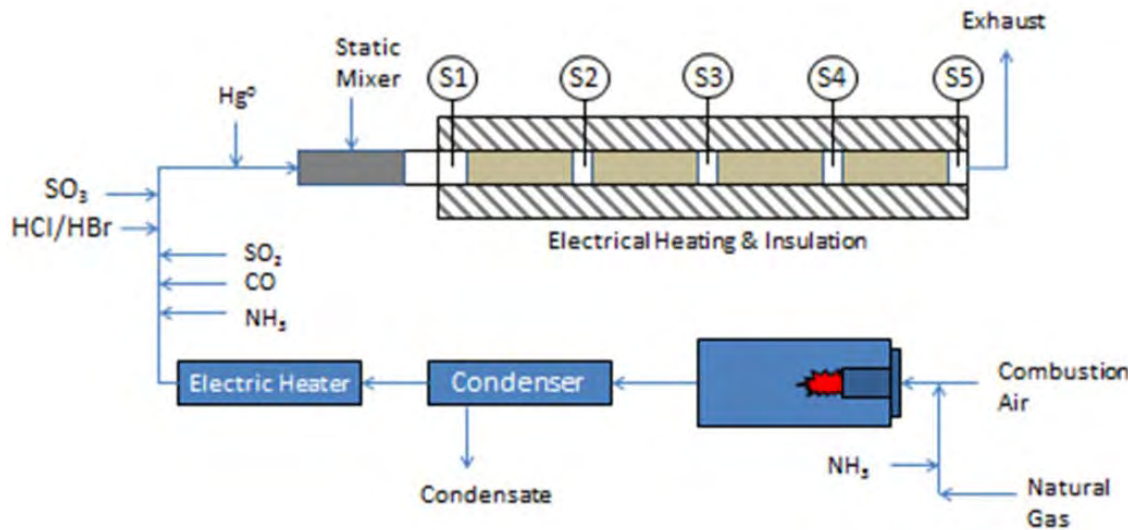 Exhaust
Static
Mixer
S1
S2
S3
S4
S5
Hg⁰
SO₃
HCl/HBr
Electrical Heating & Insulation
SO₂
CO
NH₃
Electric Heater
Condenser
Combustion
Air
NH₃
Condensate
Natural
Gas